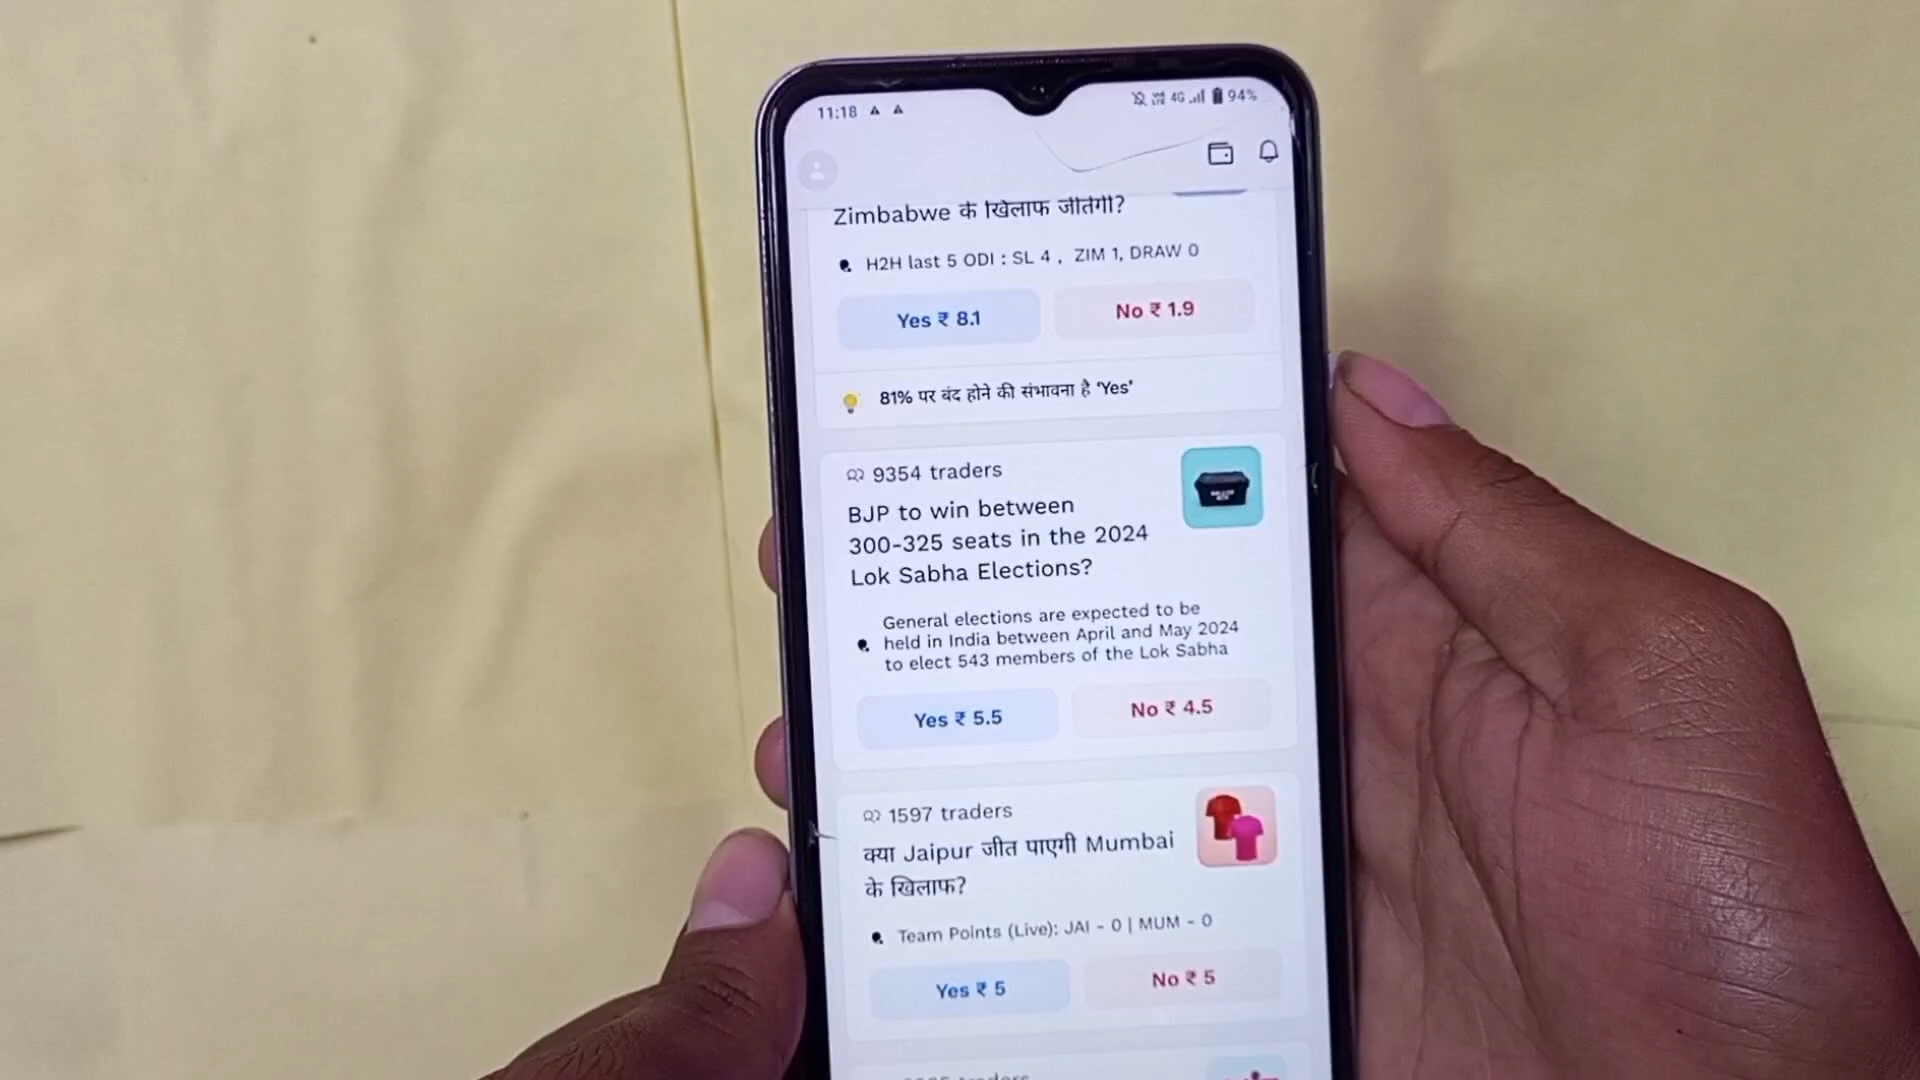 11:18
4G 94%
Zimbabwe के खिलाफ जीतेगी?
H2H last 5 ODI : SL 4 , ZIM 1, DRAW 0
Yes ₹ 8.1
No ₹ 1.9
81% पर बंद होने की संभावना है 'Yes'
9354 traders
BJP to win between
300-325 seats in the 2024
Lok Sabha Elections?
General elections are expected to be
held in India between April and May 2024
to elect 543 members of the Lok Sabha
Yes ₹ 5.5
No ₹ 4.5
1597 traders
क्या Jaipur जीत पाएगी Mumbai
के खिलाफ?
Team Points (Live): JAI - 0 | MUM - 0
Yes ₹ 5
No ₹ 5
traders